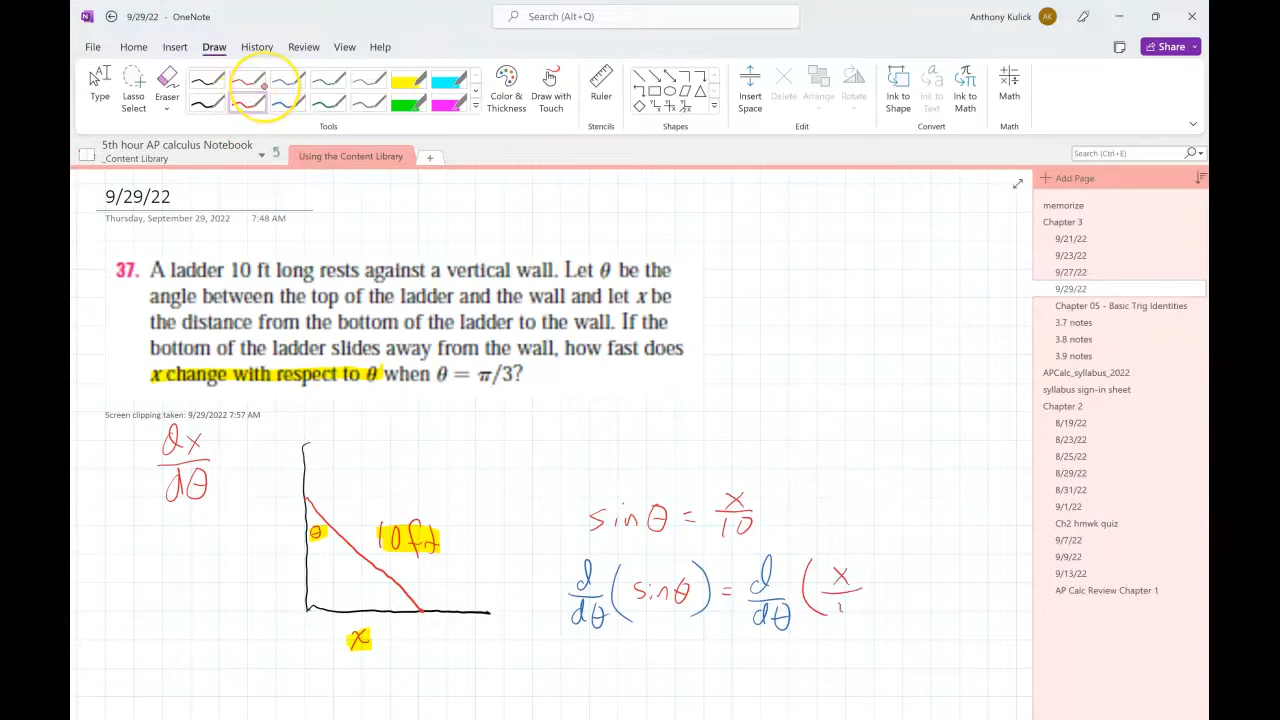 9/29/22 - OneNote
Search (Alt+Q)
Anthony Kulick
AK
File Home Insert Draw History Review View Help
Share
Type
Lasso Select
Eraser
Color & Thickness
Draw with Touch
Ruler
Insert Space
Delete
Arrange
Rotate
Ink to Shape
Ink to Text
Ink to Math
Math
Tools
Stencils
Shapes
Edit
Convert
Math
5th hour AP calculus Notebook
_Content Library
Using the Content Library
Search (Ctrl+E)
9/29/22
Thursday, September 29, 2022 7:48 AM
37. A ladder 10 ft long rests against a vertical wall. Let θ be the
angle between the top of the ladder and the wall and let x be
the distance from the bottom of the ladder to the wall. If the
bottom of the ladder slides away from the wall, how fast does
x change with respect to θ when θ = π/3?
Screen clipping taken: 9/29/2022 7:57 AM
dx
dθ
θ
10ft
x
sinθ = x/10
d/dθ (sinθ) = d/dθ (x
Add Page
memorize
Chapter 3
9/21/22
9/23/22
9/27/22
9/29/22
Chapter 05 - Basic Trig Identities
3.7 notes
3.8 notes
3.9 notes
APCalc_syllabus_2022
syllabus sign-in sheet
Chapter 2
8/19/22
8/23/22
8/25/22
8/29/22
8/31/22
9/1/22
Ch2 hmwk quiz
9/7/22
9/9/22
9/13/22
AP Calc Review Chapter 1